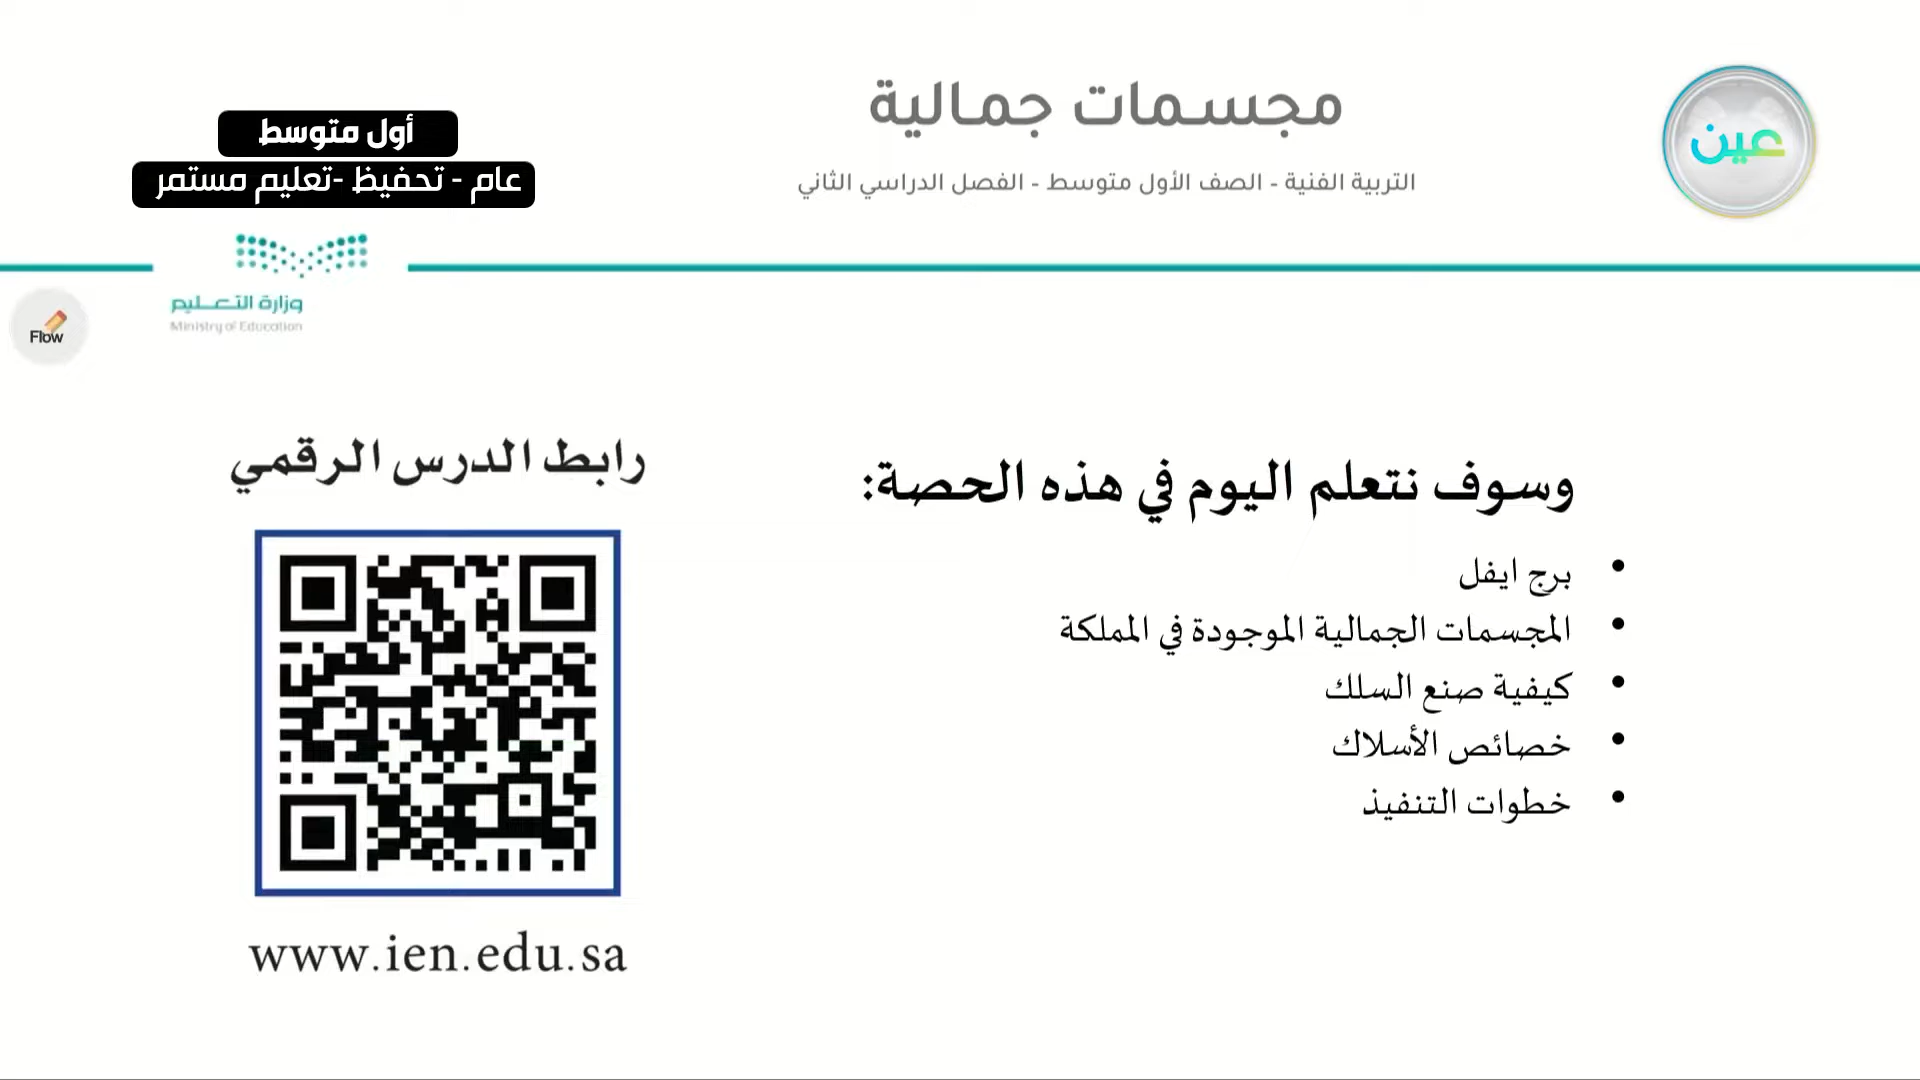 عين
مجسمات جمالية
التربية الفنية - الصف الأول متوسط - الفصل الدراسي الثاني
أول متوسط
عام - تحفيظ -تعليم مستمر
وزارة التعليم
Ministry of Education
Flow
وسوف نتعلم اليوم في هذه الحصة:
• برج ايفل
• المجسمات الجمالية الموجودة في المملكة
• كيفية صنع السلك
• خصائص الأسلاك
• خطوات التنفيذ
رابط الدرس الرقمي
www.ien.edu.sa